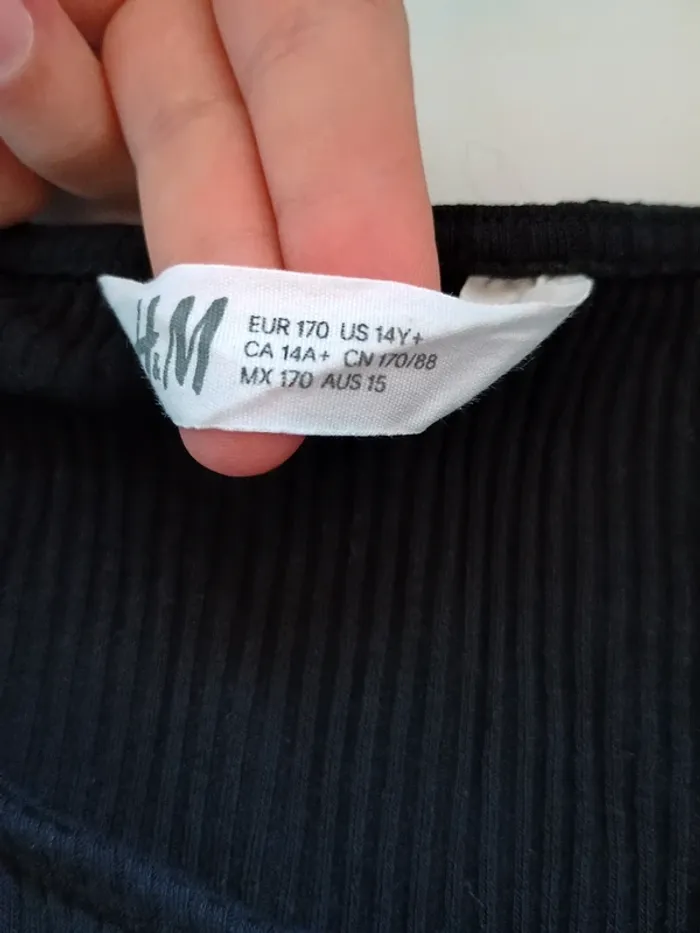 H&M
EUR 170 US 14Y+
CA 14A+ CN 170/88
MX 170 AUS 15